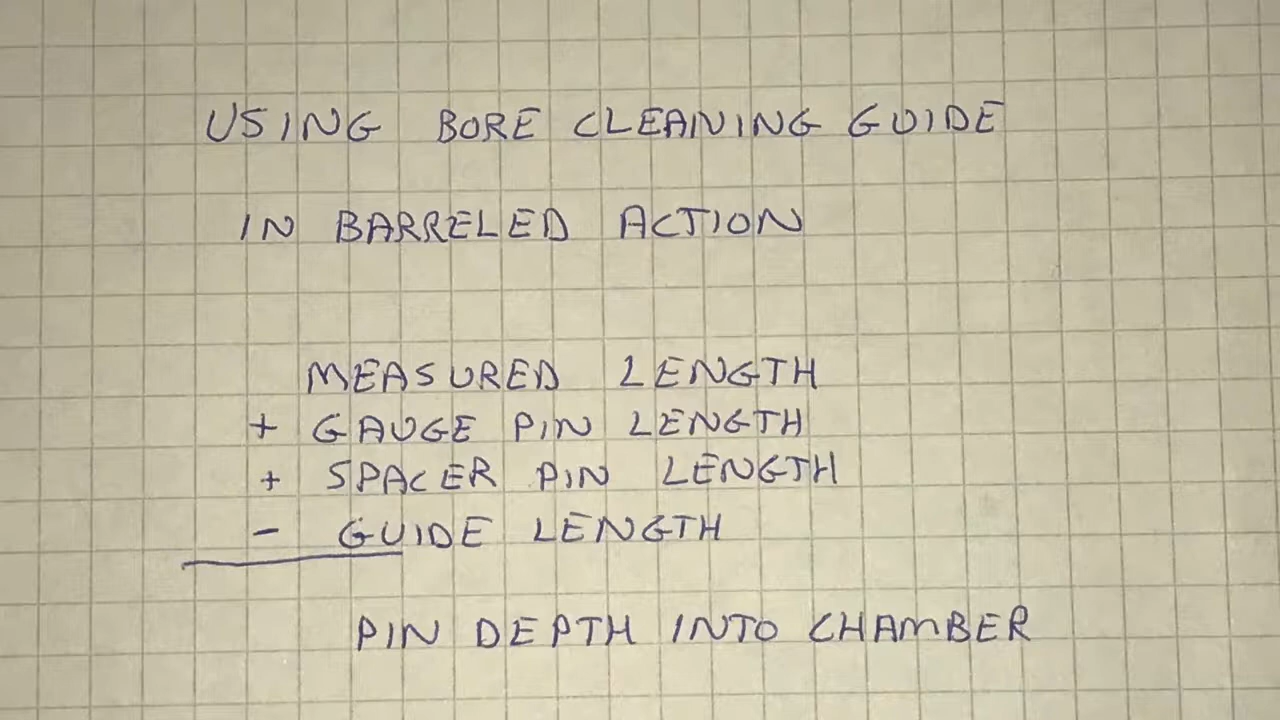 USING BORE CLEANING GUIDE
IN BARRELED ACTION
MEASURED LENGTH
+ GAUGE PIN LENGTH
+ SPACER PIN LENGTH
- GUIDE LENGTH
PIN DEPTH INTO CHAMBER